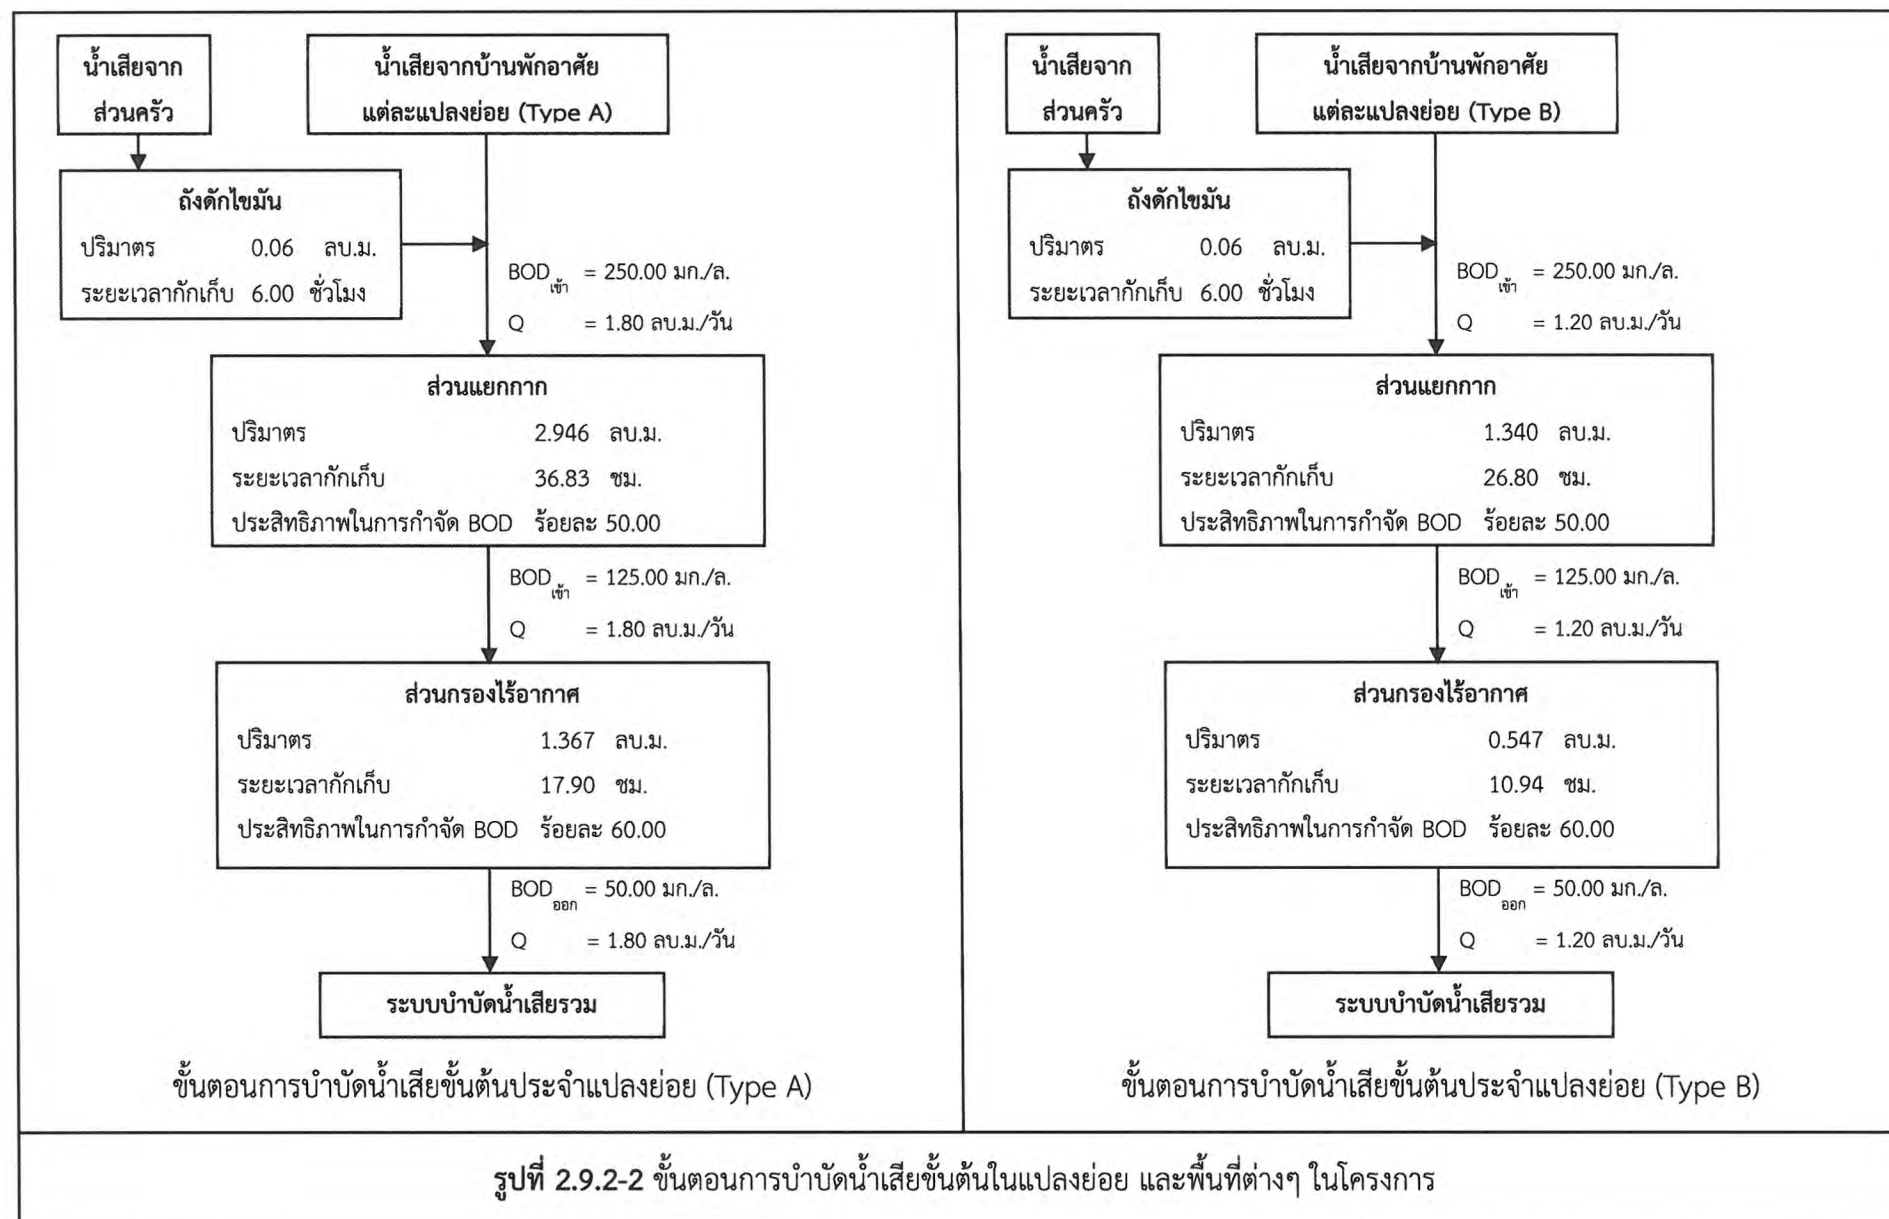 น้ำเสียจาก
ส่วนครัว
น้ำเสียจากบ้านพักอาศัย
แต่ละแปลงย่อย (Type A)
ถังดักไขมัน
ปริมาตร 0.06 ลบ.ม.
ระยะเวลากักเก็บ 6.00 ชั่วโมง
BODเข้า = 250.00 มก./ล.
Q = 1.80 ลบ.ม./วัน
ส่วนแยกกาก
ปริมาตร 2.946 ลบ.ม.
ระยะเวลากักเก็บ 36.83 ชม.
ประสิทธิภาพในการกำจัด BOD ร้อยละ 50.00
BODเข้า = 125.00 มก./ล.
Q = 1.80 ลบ.ม./วัน
ส่วนกรองไร้อากาศ
ปริมาตร 1.367 ลบ.ม.
ระยะเวลากักเก็บ 17.90 ชม.
ประสิทธิภาพในการกำจัด BOD ร้อยละ 60.00
BODออก = 50.00 มก./ล.
Q = 1.80 ลบ.ม./วัน
ระบบบำบัดน้ำเสียรวม
ขั้นตอนการบำบัดน้ำเสียขั้นต้นประจำแปลงย่อย (Type A)
น้ำเสียจาก
ส่วนครัว
น้ำเสียจากบ้านพักอาศัย
แต่ละแปลงย่อย (Type B)
ถังดักไขมัน
ปริมาตร 0.06 ลบ.ม.
ระยะเวลากักเก็บ 6.00 ชั่วโมง
BODเข้า = 250.00 มก./ล.
Q = 1.20 ลบ.ม./วัน
ส่วนแยกกาก
ปริมาตร 1.340 ลบ.ม.
ระยะเวลากักเก็บ 26.80 ชม.
ประสิทธิภาพในการกำจัด BOD ร้อยละ 50.00
BODเข้า = 125.00 มก./ล.
Q = 1.20 ลบ.ม./วัน
ส่วนกรองไร้อากาศ
ปริมาตร 0.547 ลบ.ม.
ระยะเวลากักเก็บ 10.94 ชม.
ประสิทธิภาพในการกำจัด BOD ร้อยละ 60.00
BODออก = 50.00 มก./ล.
Q = 1.20 ลบ.ม./วัน
ระบบบำบัดน้ำเสียรวม
ขั้นตอนการบำบัดน้ำเสียขั้นต้นประจำแปลงย่อย (Type B)
รูปที่ 2.9.2-2 ขั้นตอนการบำบัดน้ำเสียขั้นต้นในแปลงย่อย และพื้นที่ต่างๆ ในโครงการ